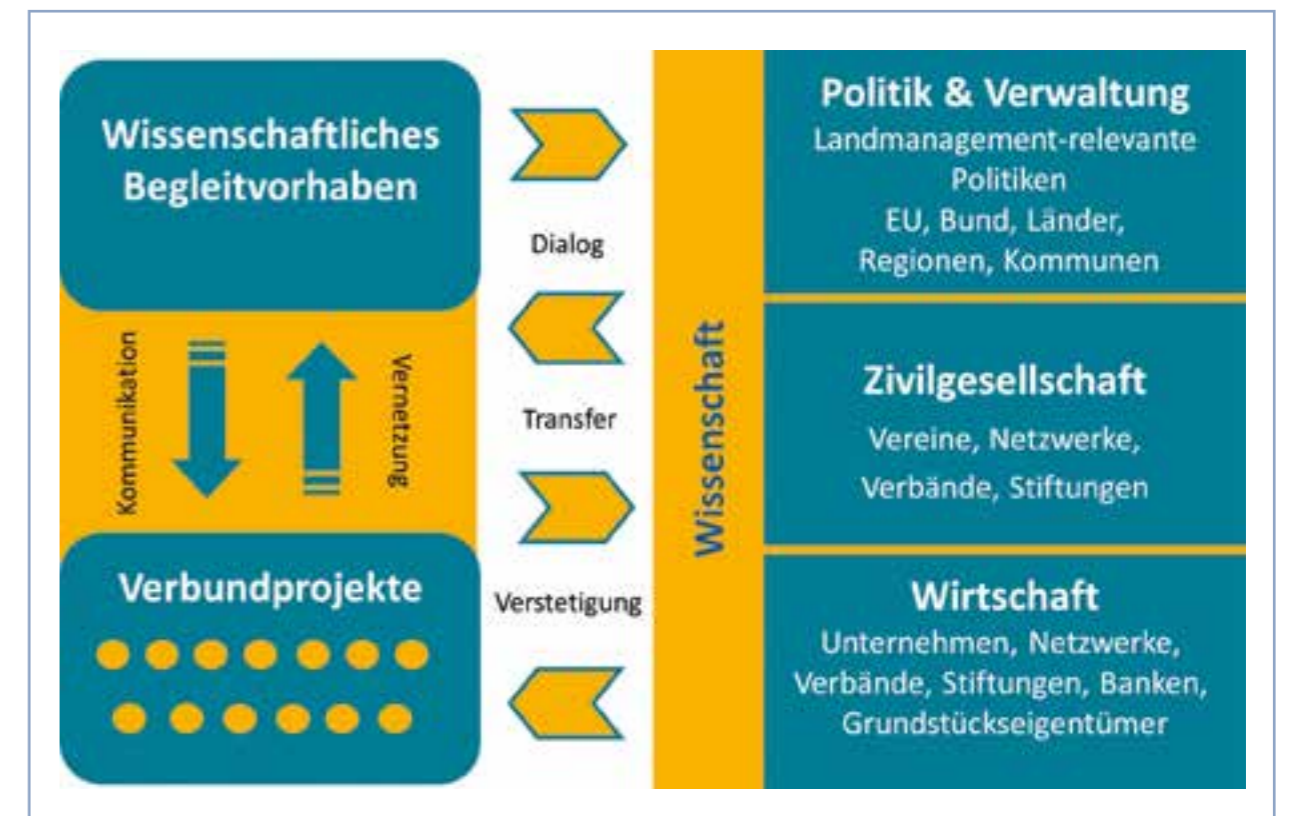 Wissenschaftliches
Begleitvorhaben
Kommunikation
Vernetzung
Verbundprojekte
Dialog
Transfer
Verstetigung
Wissenschaft
Politik & Verwaltung
Landmanagement-relevante
Politiken
EU, Bund, Länder,
Regionen, Kommunen
Zivilgesellschaft
Vereine, Netzwerke,
Verbände, Stiftungen
Wirtschaft
Unternehmen, Netzwerke,
Verbände, Stiftungen, Banken,
Grundstückseigentümer